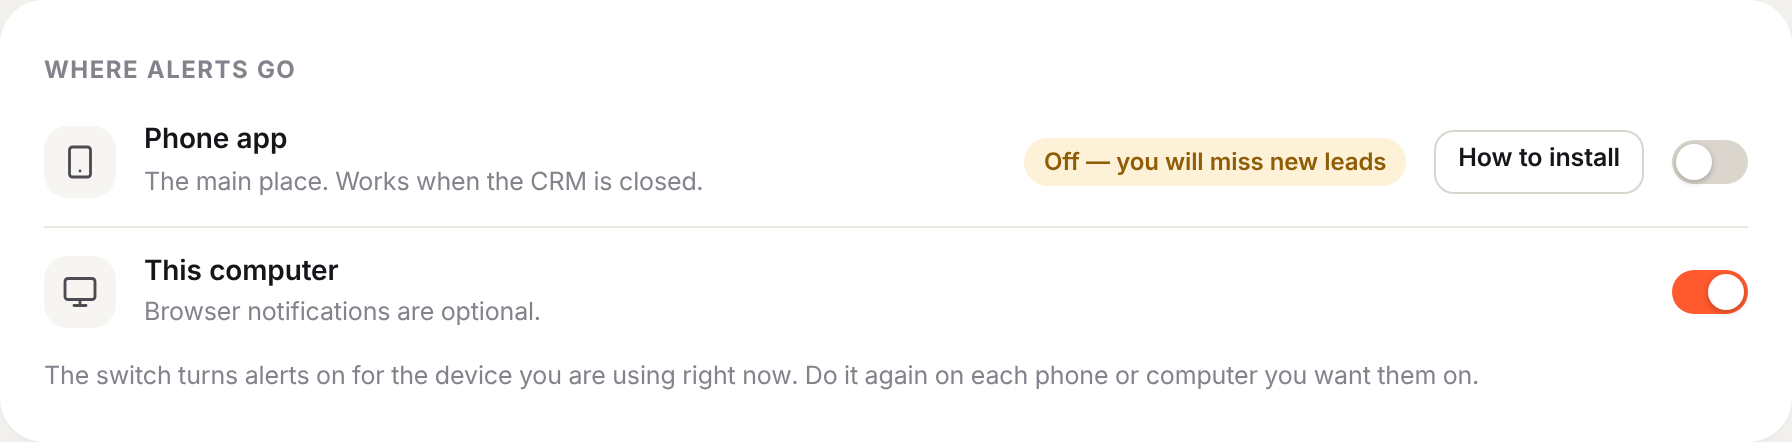 WHERE ALERTS GO
Phone app
The main place. Works when the CRM is closed.
Off — you will miss new leads
How to install
This computer
Browser notifications are optional.
The switch turns alerts on for the device you are using right now. Do it again on each phone or computer you want them on.